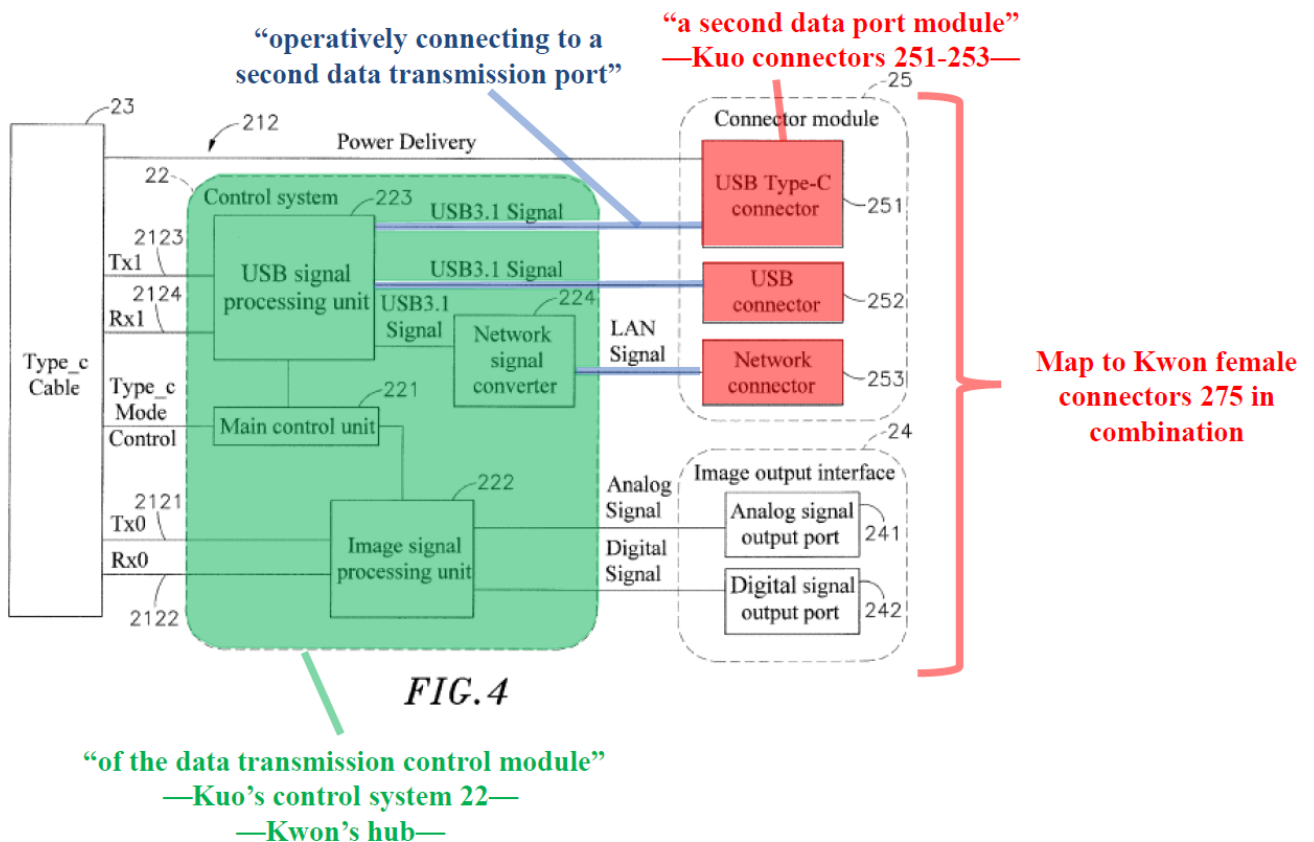 “operatively connecting to a
second data transmission port”
“a second data port module”
—Kuo connectors 251-253—
23
212
Power Delivery
25
Connector module
22
Control system
223
USB3.1 Signal
USB Type-C
connector
251
2123
Tx1
2124
Rx1
USB signal
processing unit
USB3.1 Signal
USB
connector
252
USB3.1
Signal
224
Network
signal
converter
LAN
Signal
Network
connector
253
Type_c
Cable
Type_c
Mode
Control
221
Main control unit
Map to Kwon female
connectors 275 in
combination
24
Image output interface
222
Analog
Signal
Analog signal
output port
241
2121
Tx0
Rx0
2122
Image signal
processing unit
Digital
Signal
Digital signal
output port
242
FIG.4
“of the data transmission control module”
—Kuo’s control system 22—
—Kwon’s hub—